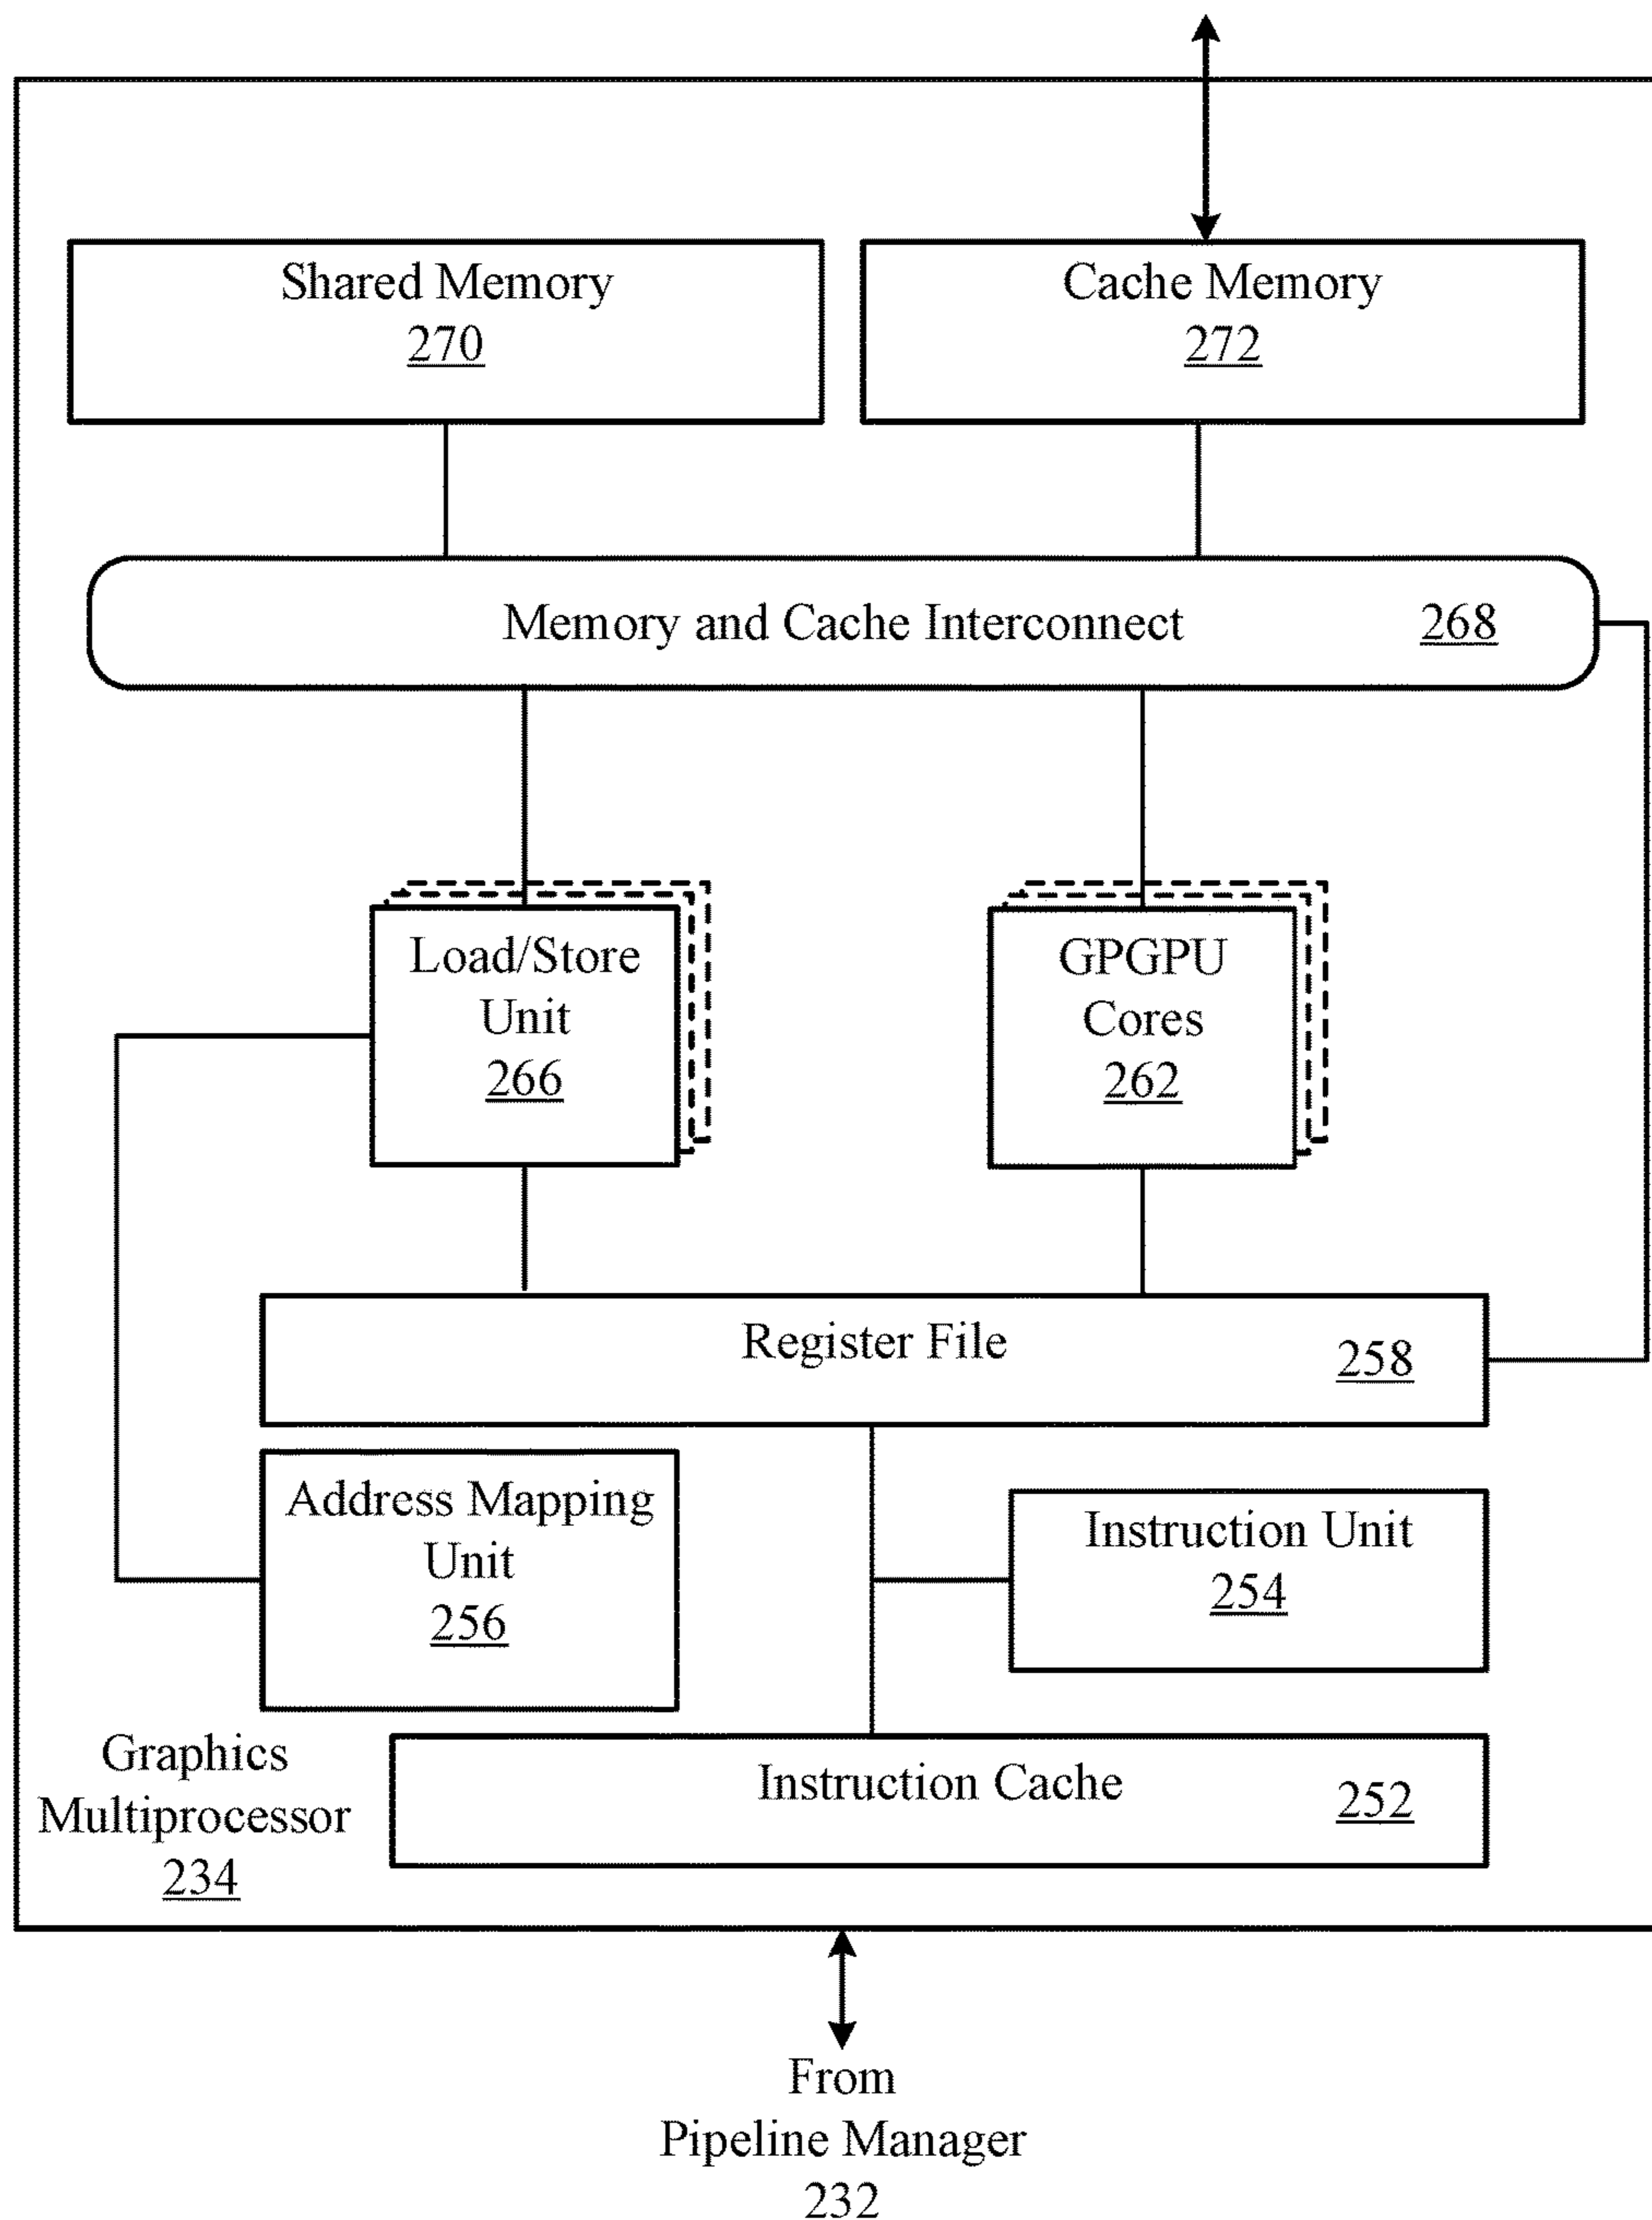 Shared Memory
270
Cache Memory
272
Memory and Cache Interconnect 268
Load/Store
Unit
266
GPGPU
Cores
262
Register File 258
Address Mapping
Unit
256
Instruction Unit
254
Graphics
Multiprocessor
234
Instruction Cache 252
From
Pipeline Manager
232